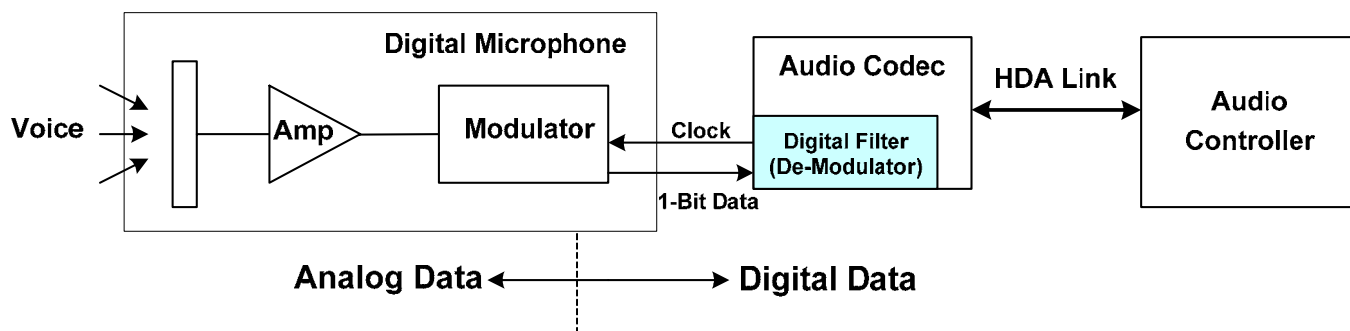 Digital Microphone
Voice
Amp
Modulator
Clock
1-Bit Data
Audio Codec
Digital Filter
(De-Modulator)
HDA Link
Audio
Controller
Analog Data
Digital Data